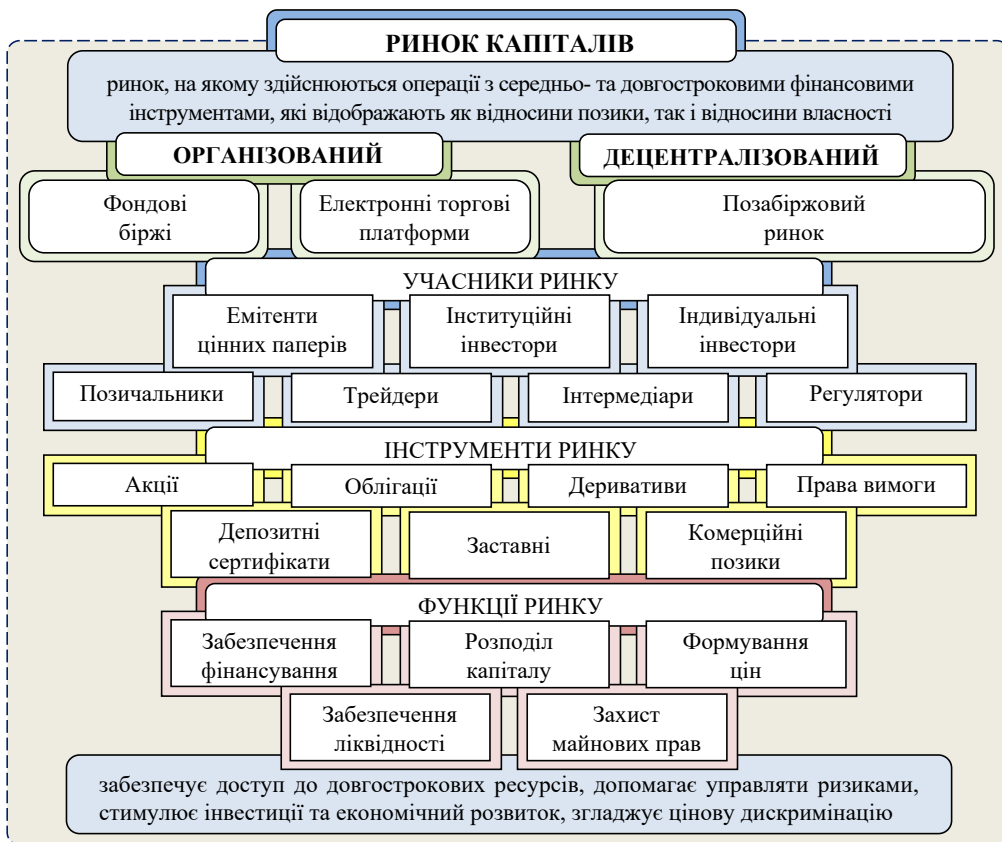 РИНОК КАПІТАЛІВ
ринок, на якому здійснюються операції з середньо- та довгостроковими фінансовими
інструментами, які відображають як відносини позики, так і відносини власності
ОРГАНІЗОВАНИЙ
ДЕЦЕНТРАЛІЗОВАНИЙ
Фондові
біржі
Електронні торгові
платформи
Позабіржовий
ринок
УЧАСНИКИ РИНКУ
Емітенти
цінних паперів
Інституційні
інвестори
Індивідуальні
інвестори
Позичальники
Трейдери
Інтермедіари
Регулятори
ІНСТРУМЕНТИ РИНКУ
Акції
Облігації
Деривативи
Права вимоги
Депозитні
сертифікати
Заставні
Комерційні
позики
ФУНКЦІЇ РИНКУ
Забезпечення
фінансування
Розподіл
капіталу
Формування
цін
Забезпечення
ліквідності
Захист
майнових прав
забезпечує доступ до довгострокових ресурсів, допомагає управляти ризиками,
стимулює інвестиції та економічний розвиток, згладжує цінову дискримінацію